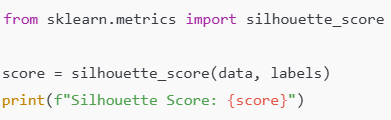 from sklearn.metrics import silhouette_score
score = silhouette_score(data, labels)
print(f"Silhouette Score: {score}")